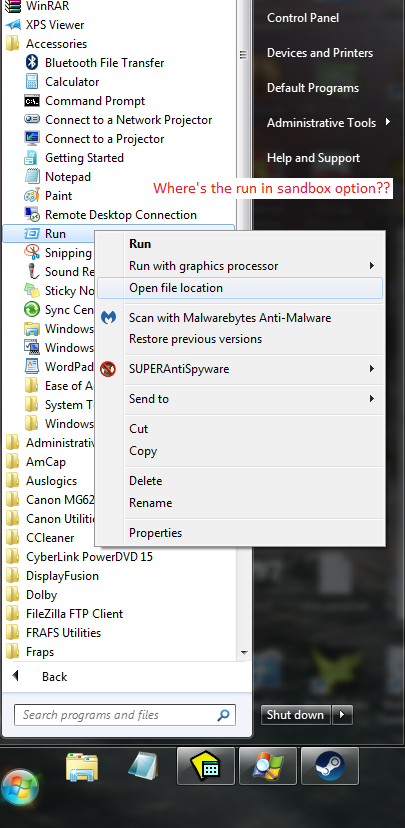 WinRAR
XPS Viewer
Accessories
Bluetooth File Transfer
Calculator
Command Prompt
Connect to a Network Projector
Connect to a Projector
Getting Started
Notepad
Paint
Remote Desktop Connection
Run
Snipping
Sound Re
Sticky No
Sync Cen
Windows
Windows
WordPad
Ease of A
System T
Windows
Administrativ
AmCap
Auslogics
Canon MG62
Canon Utilitie
CCleaner
CyberLink PowerDVD 15
DisplayFusion
Dolby
FileZilla FTP Client
FRAFS Utilities
Fraps
Back
Search programs and files
Control Panel
Devices and Printers
Default Programs
Administrative Tools
Help and Support
Where's the run in sandbox option??
Run
Run with graphics processor
Open file location
Scan with Malwarebytes Anti-Malware
Restore previous versions
SUPERAntiSpyware
Send to
Cut
Copy
Delete
Rename
Properties
Shut down